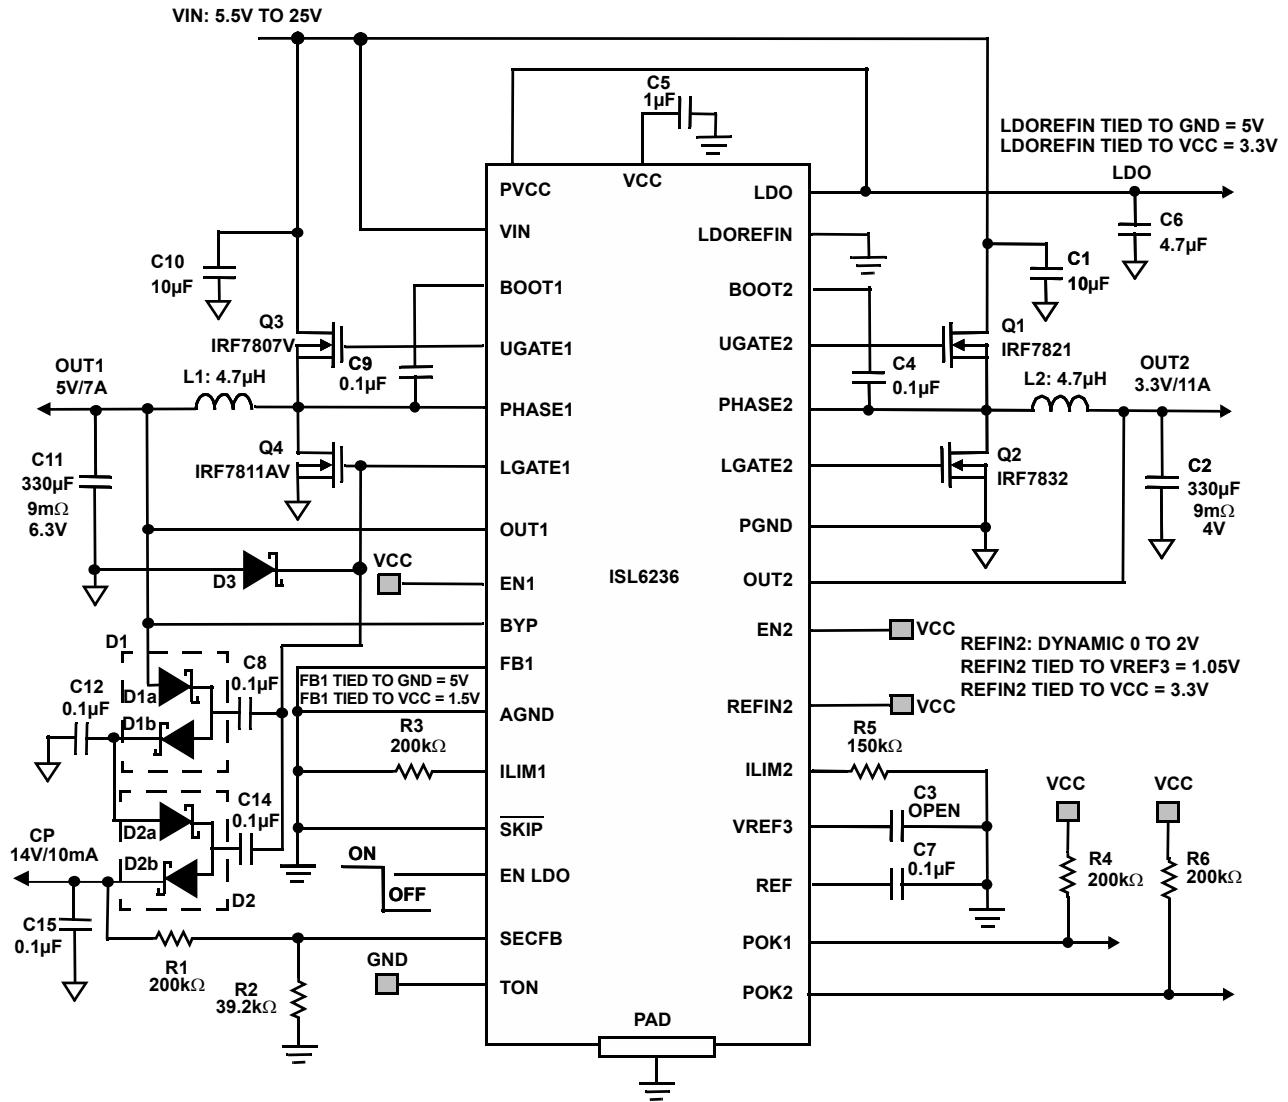 VIN: 5.5V TO 25V
C5
1µF
LDOREFIN TIED TO GND = 5V
LDOREFIN TIED TO VCC = 3.3V
LDO
PVCC
VCC
LDO
VIN
LDOREFIN
C6
4.7µF
C10
10µF
BOOT1
BOOT2
C1
10µF
Q3
IRF7807V
UGATE1
UGATE2
Q1
IRF7821
OUT1
5V/7A
L1: 4.7µH
C9
0.1µF
C4
0.1µF
L2: 4.7µH
OUT2
3.3V/11A
PHASE1
PHASE2
Q4
IRF7811AV
LGATE1
LGATE2
Q2
IRF7832
C11
330µF
9mΩ
6.3V
C2
330µF
9mΩ
4V
OUT1
PGND
D3
VCC
EN1
ISL6236
OUT2
BYP
EN2
VCC
REFIN2: DYNAMIC 0 TO 2V
REFIN2 TIED TO VREF3 = 1.05V
REFIN2 TIED TO VCC = 3.3V
D1
C8
0.1µF
FB1
FB1 TIED TO GND = 5V
FB1 TIED TO VCC = 1.5V
C12
0.1µF
D1a
D1b
AGND
REFIN2
VCC
R3
200kΩ
R5
150kΩ
ILIM1
ILIM2
C14
0.1µF
C3
OPEN
VCC
VCC
D2a
SKIP
VREF3
CP
14V/10mA
D2b
D2
ON
OFF
EN LDO
C7
0.1µF
REF
R4
200kΩ
R6
200kΩ
C15
0.1µF
SECFB
POK1
R1
200kΩ
R2
39.2kΩ
GND
TON
POK2
PAD